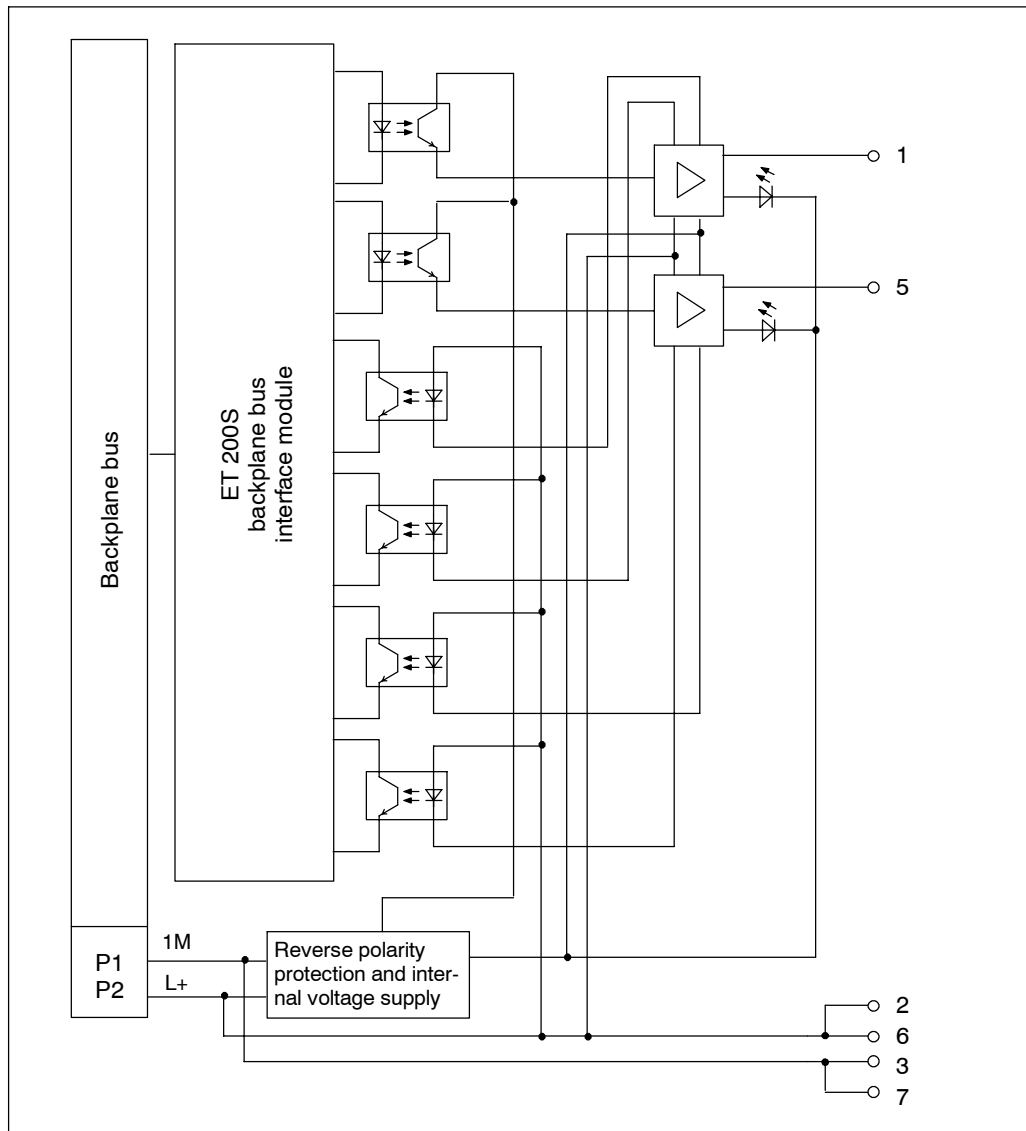 Backplane bus
ET 200S
backplane bus
interface module
1
5
P1
P2
1M
L+
Reverse polarity
protection and inter-
nal voltage supply
2
6
3
7